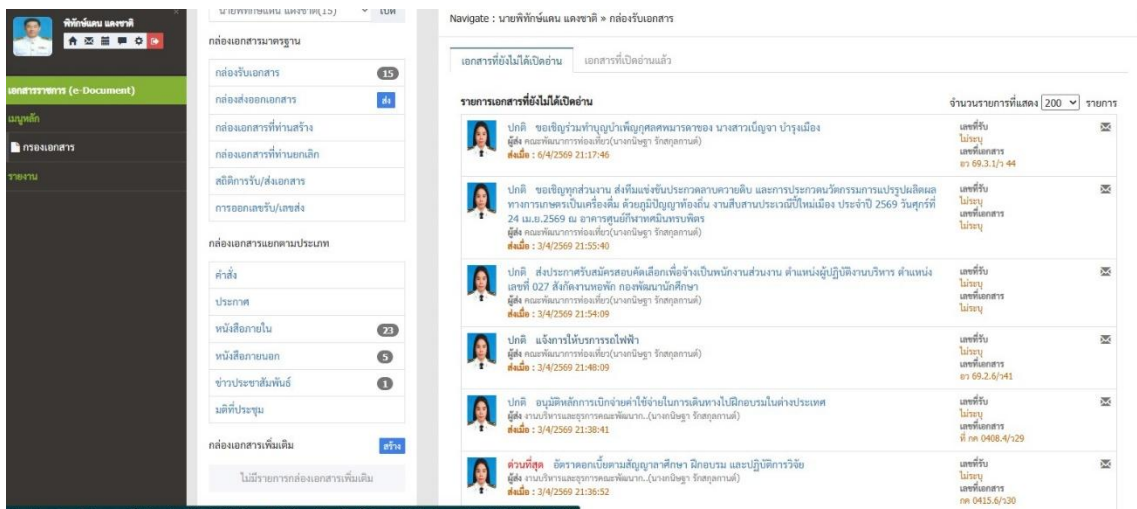 พิทักษ์แดน แดงชาติ
เอกสารราชการ (e-Document)
เมนูหลัก
กรองเอกสาร
รายงาน
นายพิทักษ์แดน แดงชาติ(15)
เปิด
กล่องเอกสารมาตรฐาน
กล่องรับเอกสาร 15
กล่องส่งออกเอกสาร ส่ง
กล่องเอกสารที่ท่านสร้าง
กล่องเอกสารที่ท่านยกเลิก
สถิติการรับ/ส่งเอกสาร
การออกเลขรับ/เลขส่ง
กล่องเอกสารแยกตามประเภท
คำสั่ง
ประกาศ
หนังสือภายใน 23
หนังสือภายนอก 5
ข่าวประชาสัมพันธ์ 1
มติที่ประชุม
กล่องเอกสารเพิ่มเติม สร้าง
ไม่มีรายการกล่องเอกสารเพิ่มเติม
Navigate : นายพิทักษ์แดน แดงชาติ » กล่องรับเอกสาร
เอกสารที่ยังไม่ได้เปิดอ่าน เอกสารที่เปิดอ่านแล้ว
รายการเอกสารที่ยังไม่ได้เปิดอ่าน จำนวนรายการที่แสดง 200 รายการ
ปกติ ขอเชิญร่วมทำบุญบำเพ็ญกุศลศพมารดาของ นางสาวเบ็ญจา บำรุงเมือง
ผู้ส่ง คณะพัฒนาการท่องเที่ยว(นางกนิษฐา รักสกุลกานต์)
ส่งเมื่อ : 6/4/2569 21:17:46
เลขที่รับ
ไม่ระบุ
เลขที่เอกสาร
อว 69.3.1/ว 44
ปกติ ขอเชิญทุกส่วนงาน ส่งทีมแข่งขันประกวดลาบควายดิบ และการประกวดนวัตกรรมการแปรรูปผลิตผล
ทางการเกษตรเป็นเครื่องดื่ม ด้วยภูมิปัญญาท้องถิ่น งานสืบสานประเวณีปี๋ใหม่เมือง ประจำปี 2569 วันศุกร์ที่
24 เม.ย.2569 ณ อาคารศูนย์กีฬาเทศมินทรบพิตร
ผู้ส่ง คณะพัฒนาการท่องเที่ยว(นางกนิษฐา รักสกุลกานต์)
ส่งเมื่อ : 3/4/2569 21:55:40
เลขที่รับ
ไม่ระบุ
เลขที่เอกสาร
ไม่ระบุ
ปกติ ส่งประกาศรับสมัครสอบคัดเลือกเพื่อจ้างเป็นพนักงานส่วนงาน ตำแหน่งผู้ปฏิบัติงานบริหาร ตำแหน่ง
เลขที่ 027 สังกัดงานหอพัก กองพัฒนานักศึกษา
ผู้ส่ง คณะพัฒนาการท่องเที่ยว(นางกนิษฐา รักสกุลกานต์)
ส่งเมื่อ : 3/4/2569 21:54:09
เลขที่รับ
ไม่ระบุ
เลขที่เอกสาร
ไม่ระบุ
ปกติ แจ้งการให้บรการรถไฟฟ้า
ผู้ส่ง คณะพัฒนาการท่องเที่ยว(นางกนิษฐา รักสกุลกานต์)
ส่งเมื่อ : 3/4/2569 21:48:09
เลขที่รับ
ไม่ระบุ
เลขที่เอกสาร
อว 69.2.6/ว41
ปกติ อนุมัติหลักการเบิกจ่ายค่าใช้จ่ายในการเดินทางไปฝึกอบรมในต่างประเทศ
ผู้ส่ง งานบริหารและธุรการคณะพัฒนาก..(นางกนิษฐา รักสกุลกานต์)
ส่งเมื่อ : 3/4/2569 21:38:41
เลขที่รับ
ไม่ระบุ
เลขที่เอกสาร
ที่ กค 0408.4/ว29
ด่วนที่สุด อัตราดอกเบี้ยตามสัญญาลาศึกษา ฝึกอบรม และปฏิบัติการวิจัย
ผู้ส่ง งานบริหารและธุรการคณะพัฒนาก..(นางกนิษฐา รักสกุลกานต์)
ส่งเมื่อ : 3/4/2569 21:36:52
เลขที่รับ
ไม่ระบุ
เลขที่เอกสาร
กค 0415.6/ว30